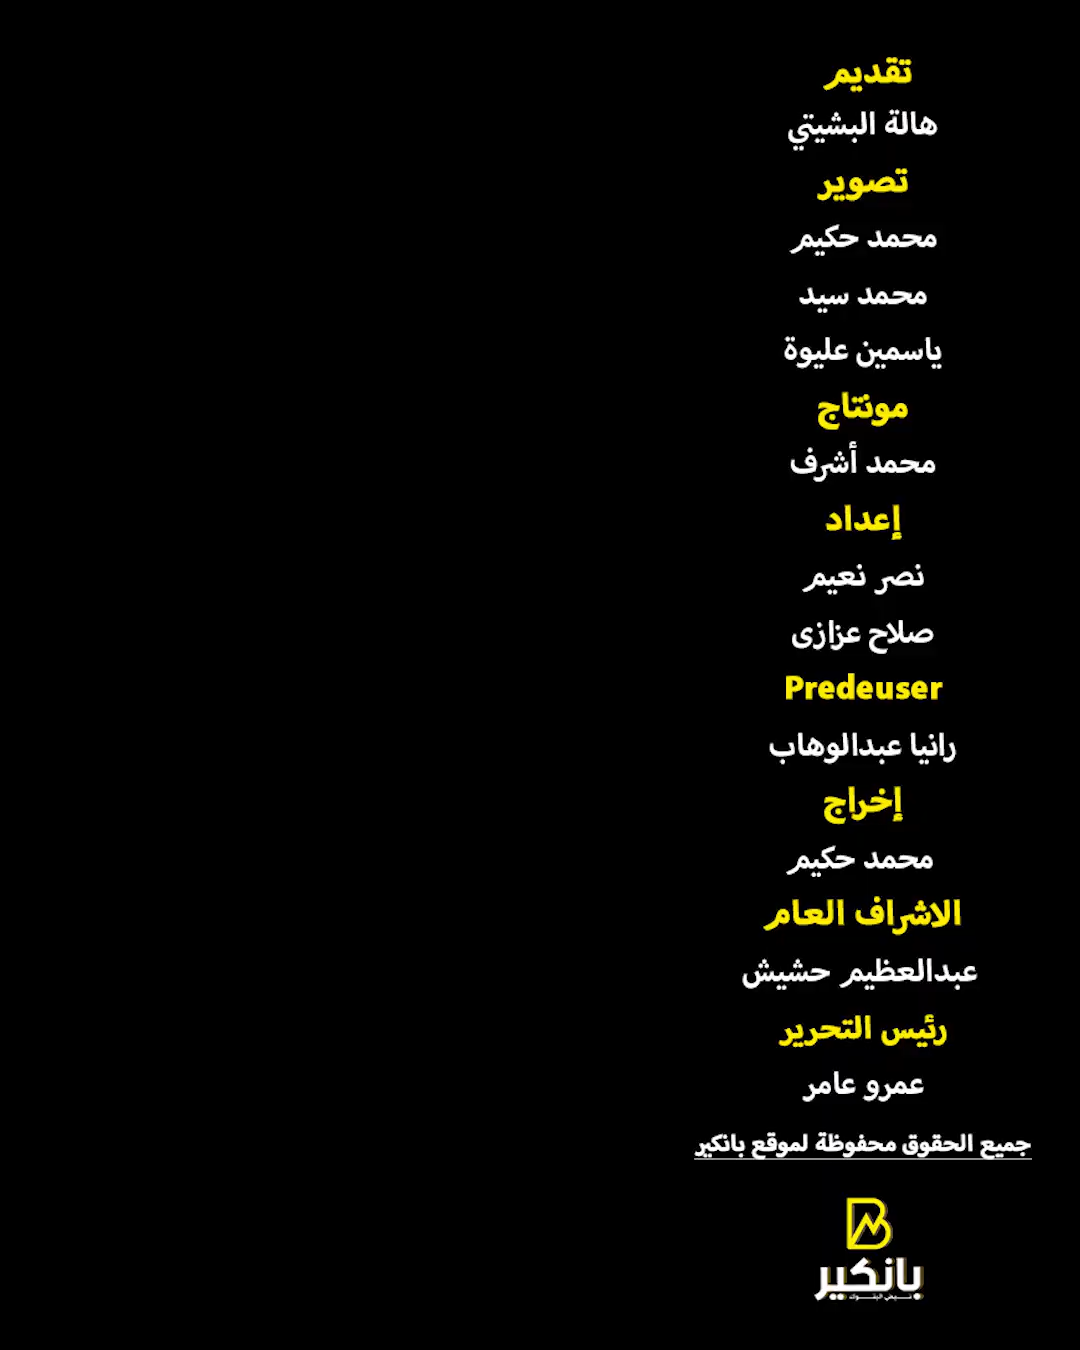 تقديم
هالة البشيتي
تصوير
محمد حكيم
محمد سيد
ياسمين عليوة
مونتاج
محمد أشرف
إعداد
نصر نعيم
صلاح عزازى
Predeuser
رانيا عبدالوهاب
إخراج
محمد حكيم
الاشراف العام
عبدالعظيم حشيش
رئيس التحرير
عمرو عامر
جميع الحقوق محفوظة لموقع بانكير
بانكير
نبض البنوك